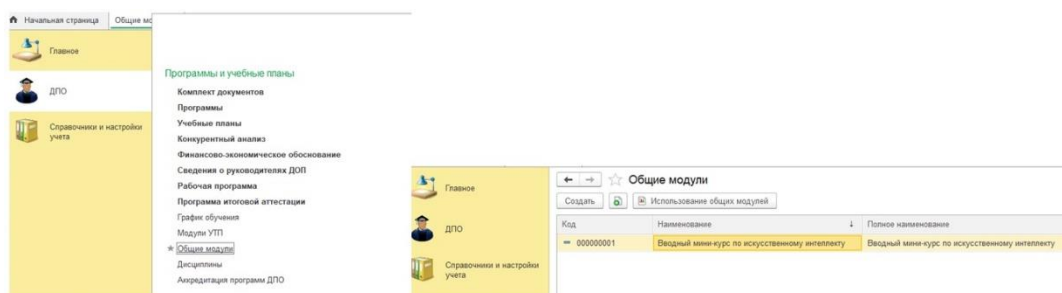 Начальная страница
Общие мо
Главное
ДПО
Справочники и настройки
учета
Программы и учебные планы
Комплект документов
Программы
Учебные планы
Конкурентный анализ
Финансово-экономическое обоснование
Сведения о руководителях ДОП
Рабочая программа
Программа итоговой аттестации
График обучения
Модули УТП
Общие модули
Дисциплины
Аккредитация программ ДПО
Главное
ДПО
Справочники и настройки
учета
Общие модули
Создать Использование общих модулей
Код Наименование ↓ Полное наименование
000000001 Вводный мини-курс по искусственному интеллекту Вводный мини-курс по искусственному интеллекту